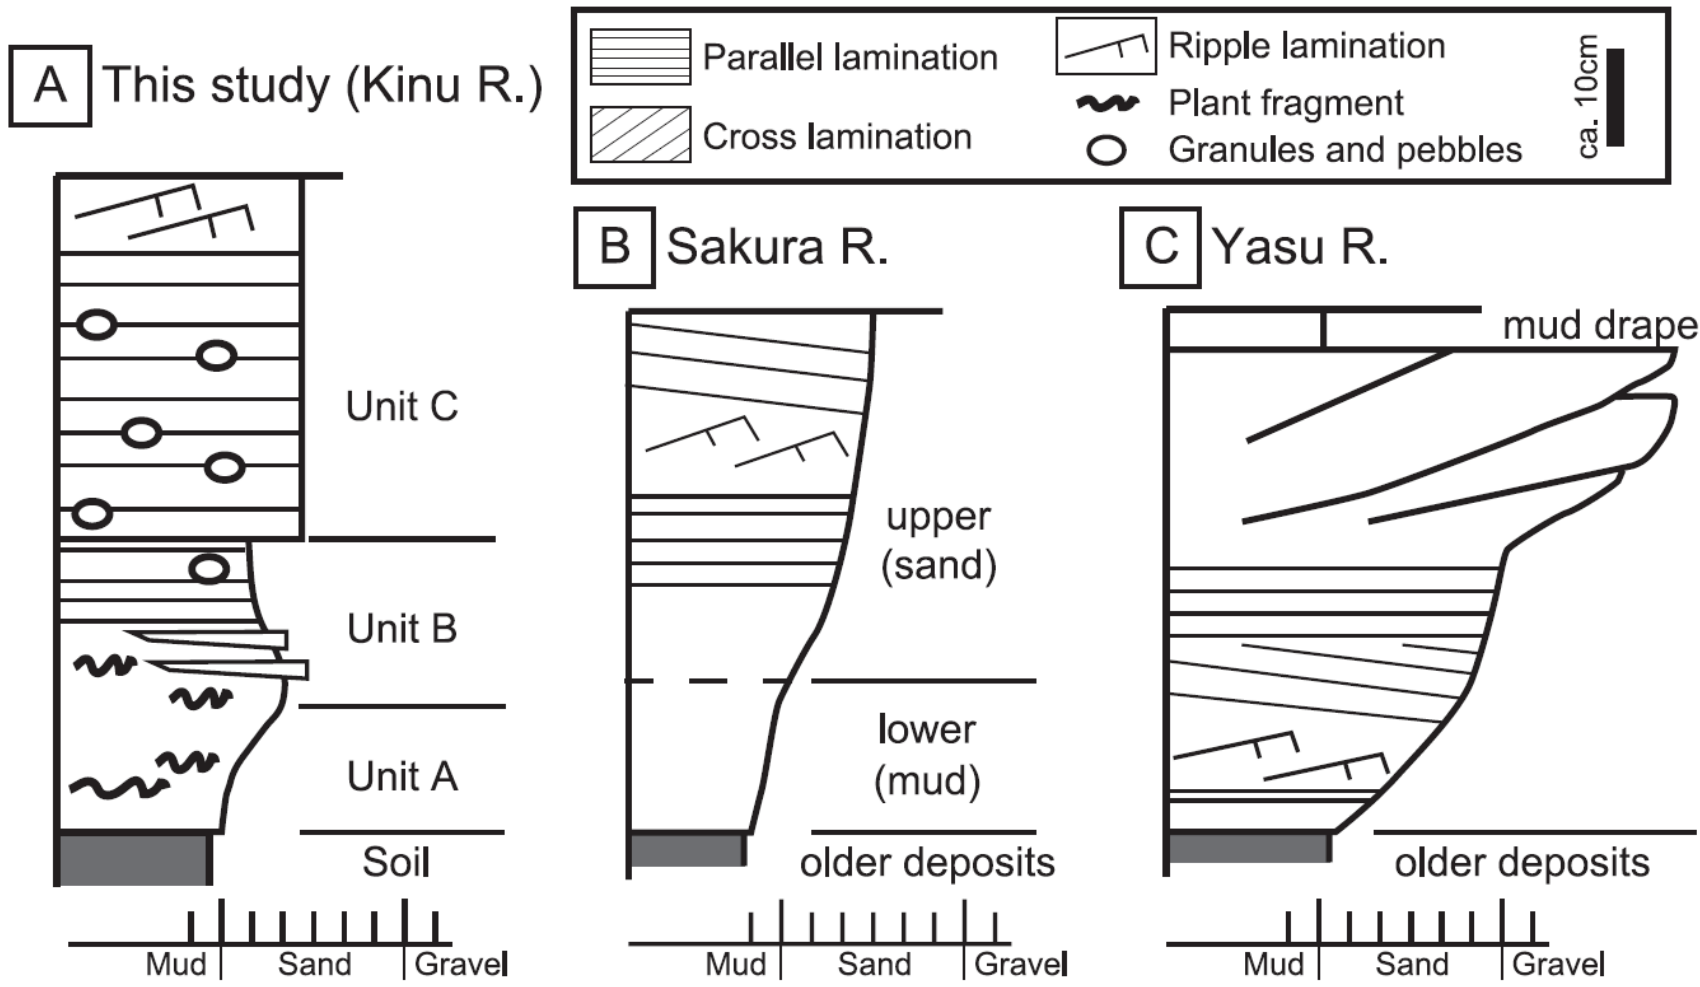 A This study (Kinu R.)
Parallel lamination
Cross lamination
Ripple lamination
Plant fragment
Granules and pebbles
ca. 10cm
Unit C
Unit B
Unit A
Soil
Mud Sand Gravel
B Sakura R.
upper
(sand)
lower
(mud)
older deposits
Mud Sand Gravel
C Yasu R.
mud drape
older deposits
Mud Sand Gravel